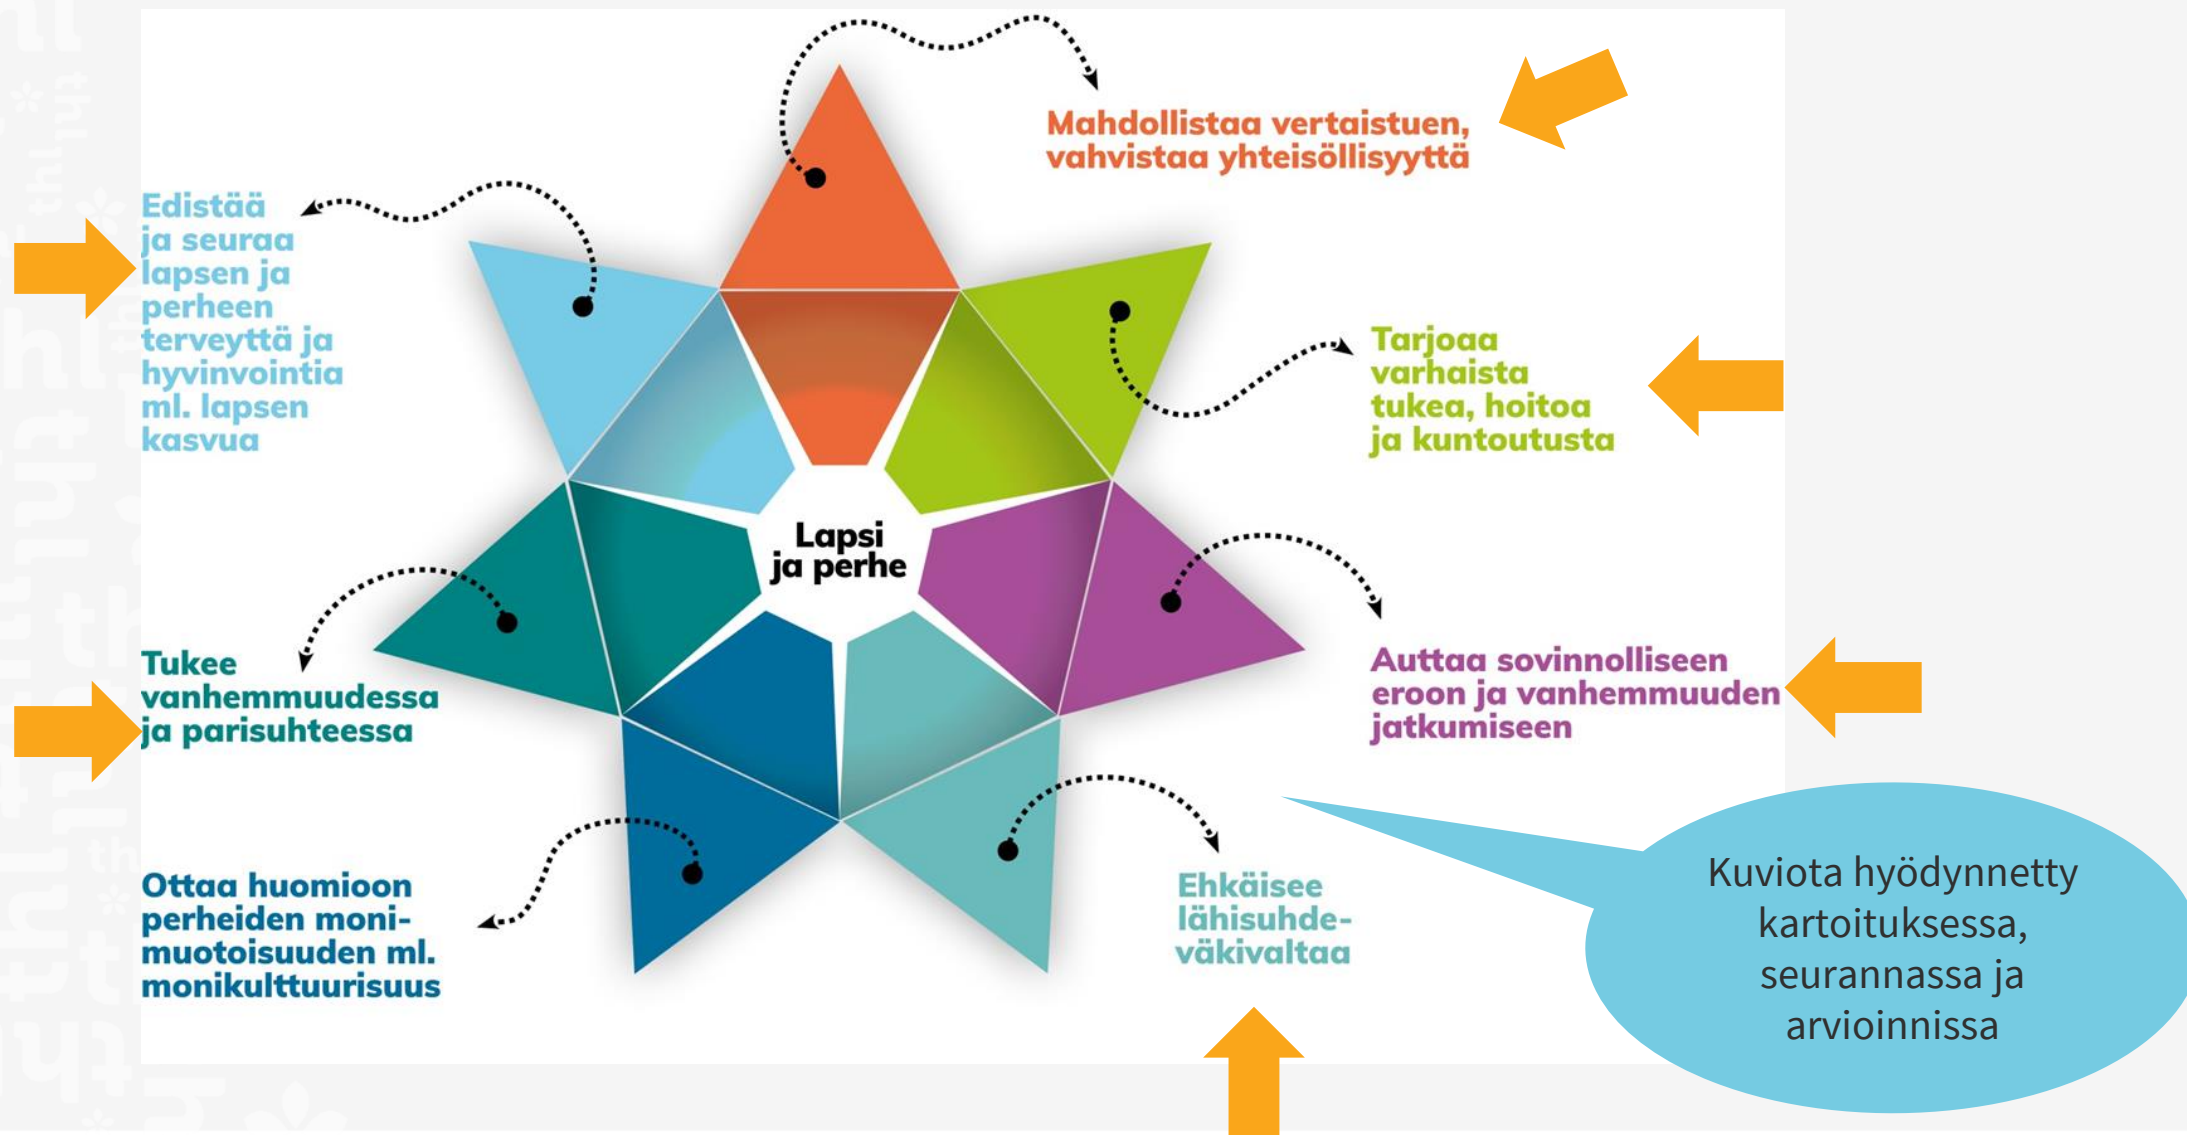 Mahdollistaa vertaistuen,
vahvistaa yhteisöllisyyttä
Edistää
ja seuraa
lapsen ja
perheen
terveyttä ja
hyvinvointia
ml. lapsen
kasvua
Tarjoaa
varhaista
tukea, hoitoa
ja kuntoutusta
Lapsi
ja perhe
Tukee
vanhemmuudessa
ja parisuhteessa
Auttaa sovinnolliseen
eroon ja vanhemmuuden
jatkumiseen
Ottaa huomioon
perheiden moni-
muotoisuuden ml.
monikulttuurisuus
Ehkäisee
lähisuhde-
väkivaltaa
Kuviota hyödynnetty
kartoituksessa,
seurannassa ja
arvioinnissa